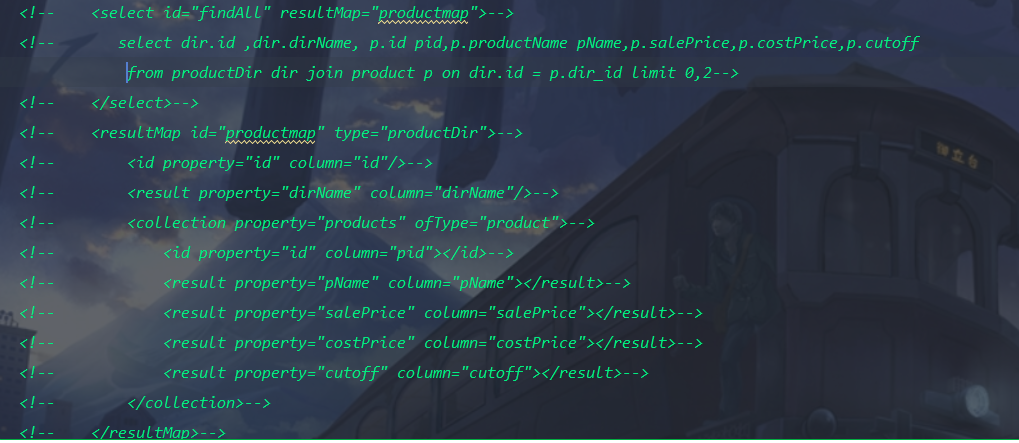 <!--    <select id="findAll" resultMap="productmap">-->
<!--       select dir.id ,dir.dirName, p.id pid,p.productName pName,p.salePrice,p.costPrice,p.cutoff
from productDir dir join product p on dir.id = p.dir_id limit 0,2-->
<!--    </select>-->
<!--    <resultMap id="productmap" type="productDir">-->
<!--        <id property="id" column="id"/>-->
<!--        <result property="dirName" column="dirName"/>-->
<!--        <collection property="products" ofType="product">-->
<!--            <id property="id" column="pid"></id>-->
<!--            <result property="pName" column="pName"></result>-->
<!--            <result property="salePrice" column="salePrice"></result>-->
<!--            <result property="costPrice" column="costPrice"></result>-->
<!--            <result property="cutoff" column="cutoff"></result>-->
<!--        </collection>-->
<!--    </resultMap>-->